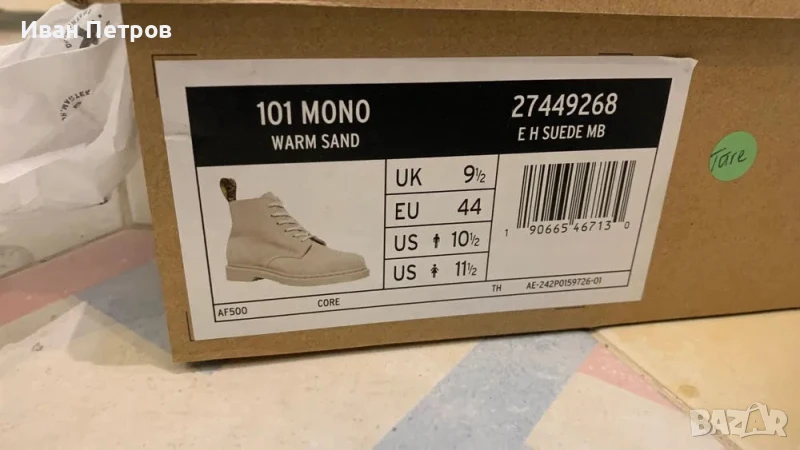 Иван Петров
101 MONO
WARM SAND
27449268
E H SUEDE MB
UK 9½
EU 44
US 10½
US 11½
1 90665 46713 0
AF500
CORE
TH
AE-242P0159726-01
Tare
BAZAR